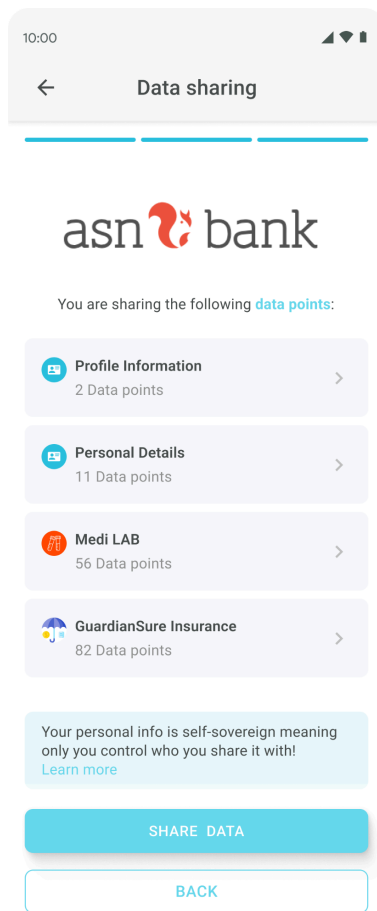 10:00
Data sharing
asn bank
You are sharing the following data points:
Profile Information
2 Data points
Personal Details
11 Data points
Medi LAB
56 Data points
GuardianSure Insurance
82 Data points
Your personal info is self-sovereign meaning
only you control who you share it with!
Learn more
SHARE DATA
BACK